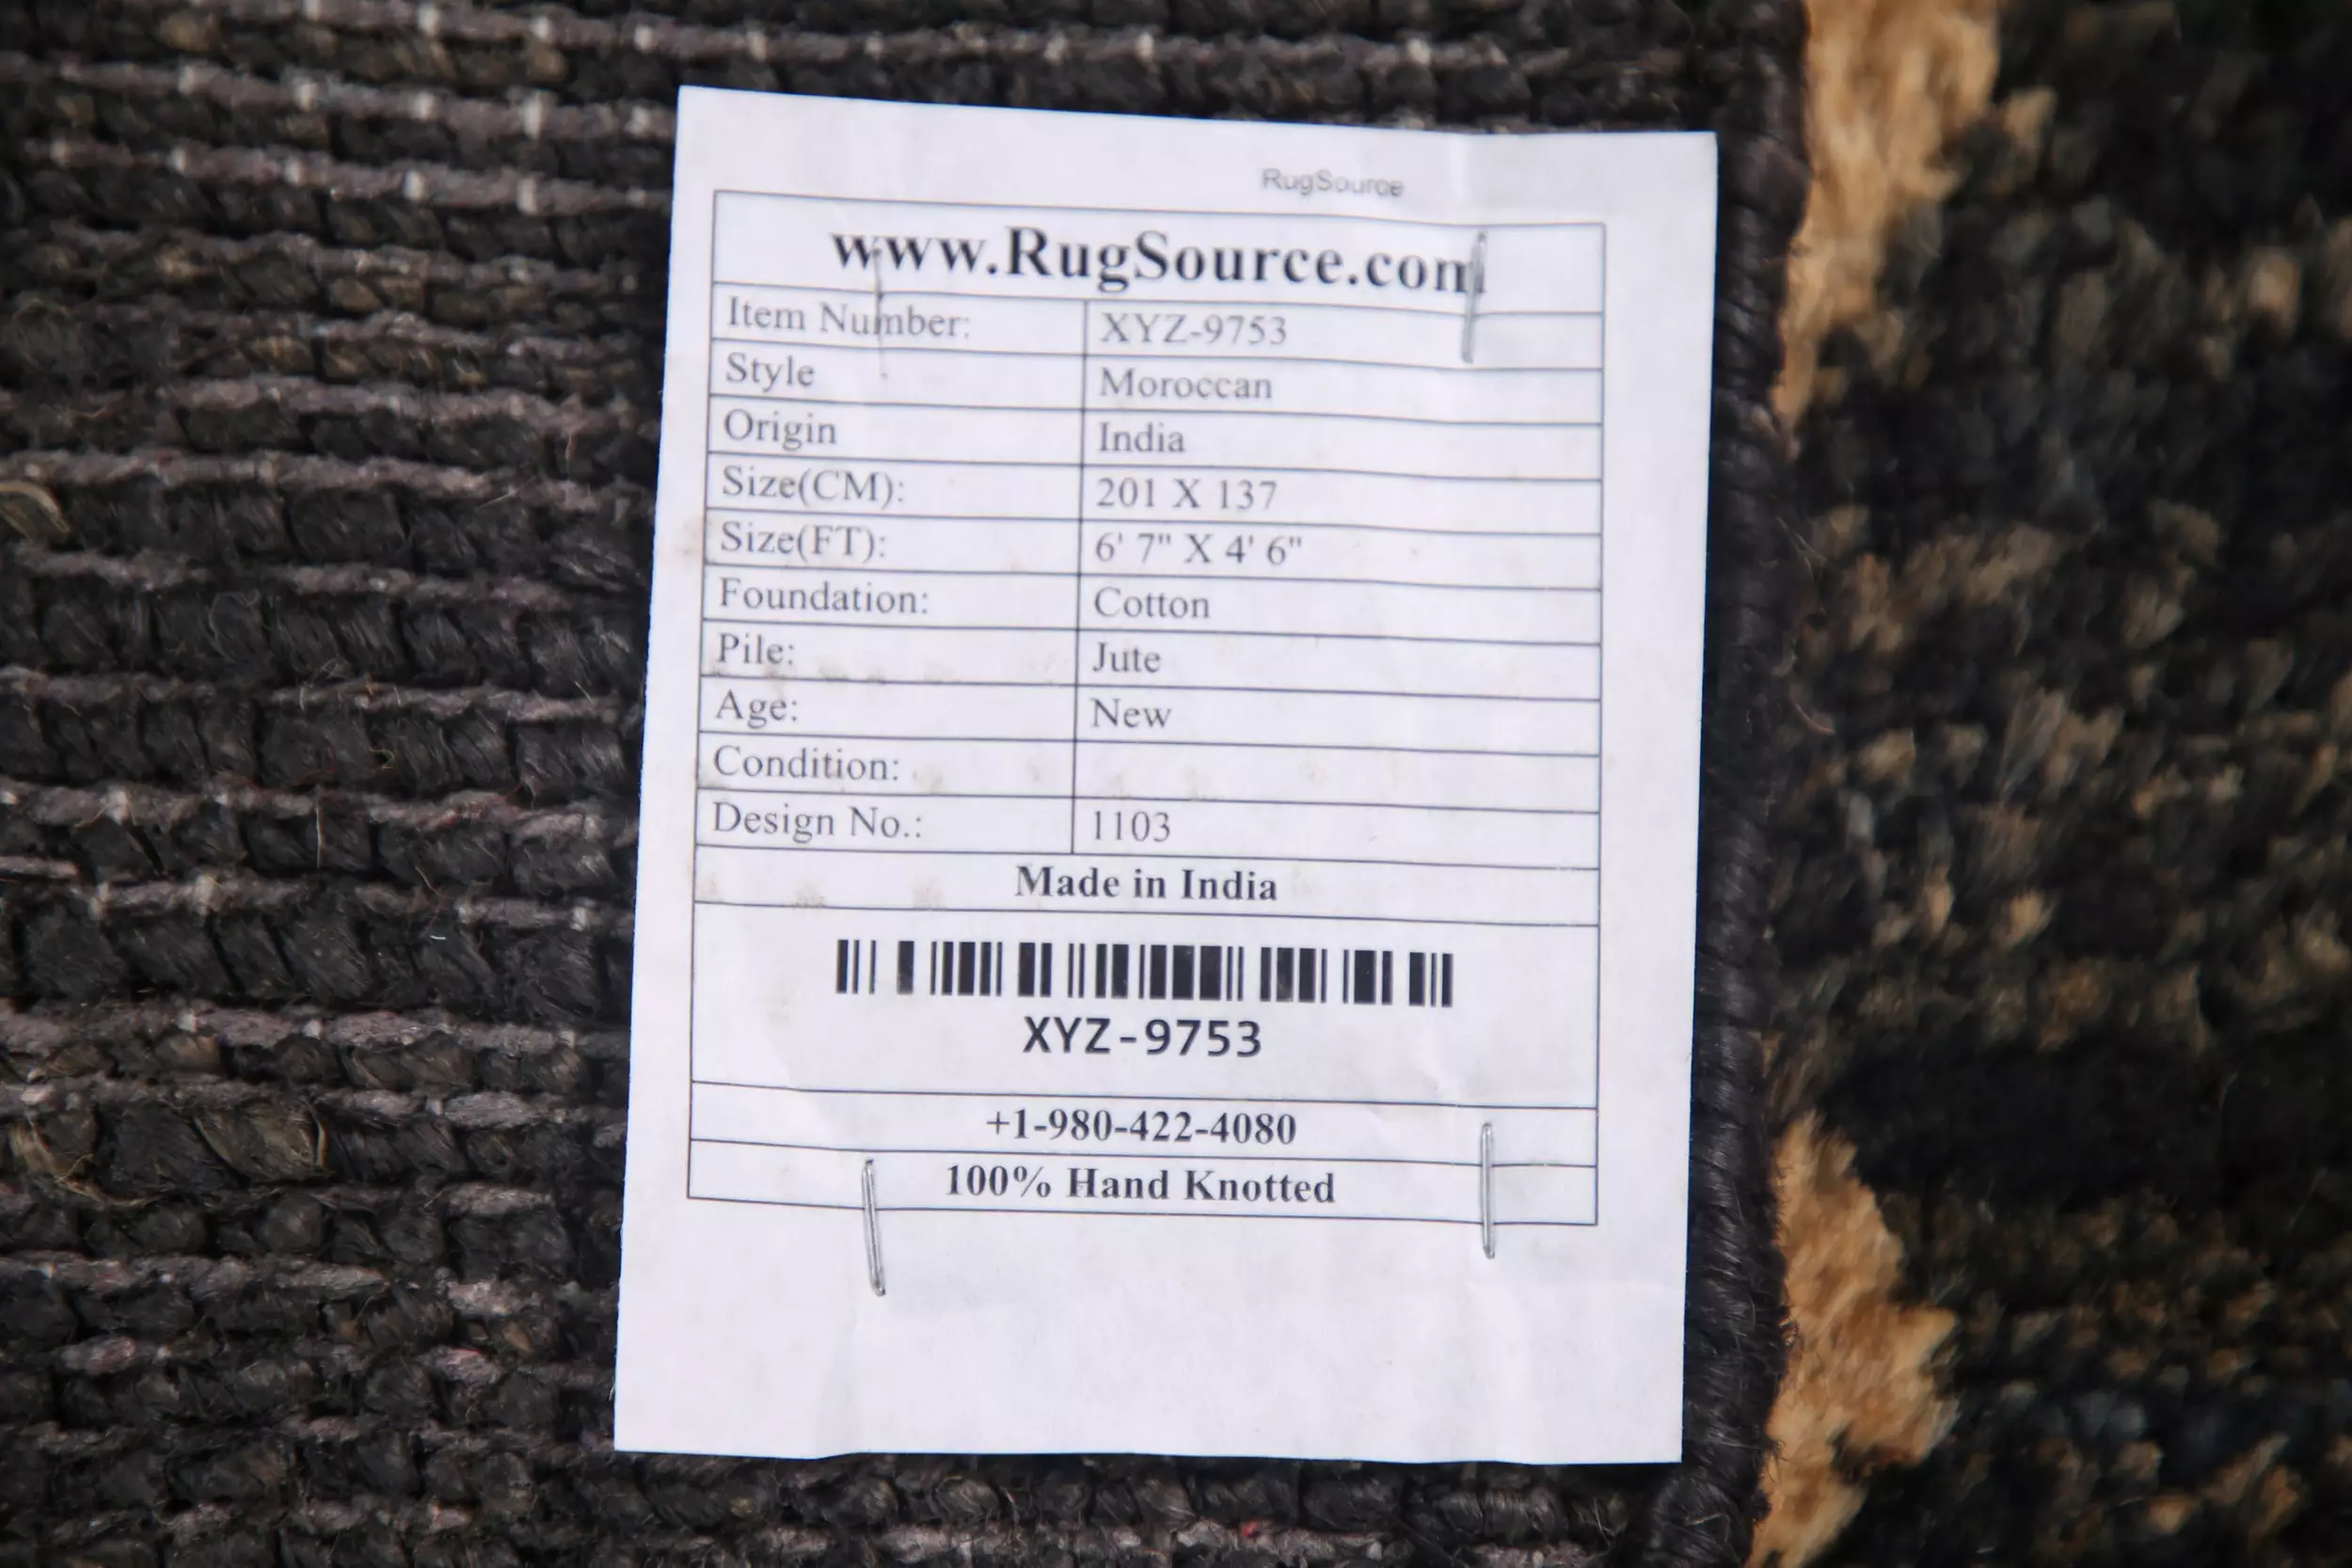 RugSource
www.RugSource.com
Item Number: XYZ-9753
Style Moroccan
Origin India
Size(CM): 201 X 137
Size(FT): 6' 7" X 4' 6"
Foundation: Cotton
Pile: Jute
Age: New
Condition:
Design No.: 1103
Made in India
XYZ-9753
+1-980-422-4080
100% Hand Knotted